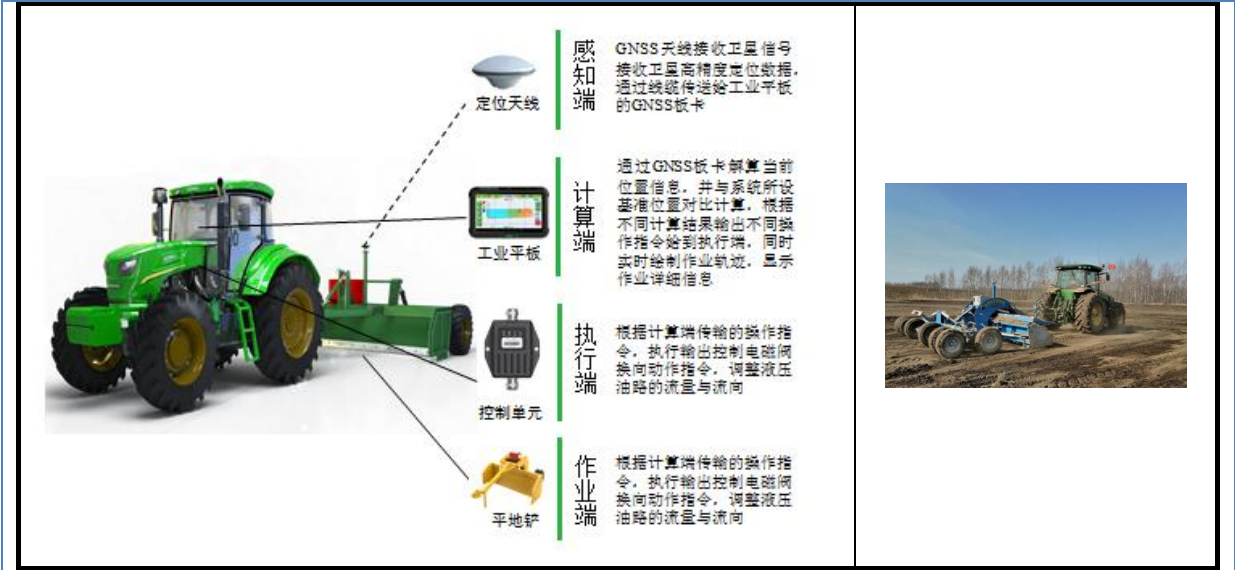 感知端
GNSS天线接收卫星信号
接收卫星高精度定位数据，
通过线缆传送给工业平板
的GNSS板卡
定位天线
计算端
通过GNSS板卡解算当前
位置信息，并与系统所设
基准位置对比计算，根据
不同计算结果输出不同操
作指令给到执行端，同时
实时绘制作业轨迹，显示
作业详细信息
工业平板
执行端
根据计算端传输的操作指
令，执行输出控制电磁阀
换向动作指令，调整液压
油路的流量与流向
控制单元
作业端
根据计算端传输的操作指
令，执行输出控制电磁阀
换向动作指令，调整液压
油路的流量与流向
平地铲